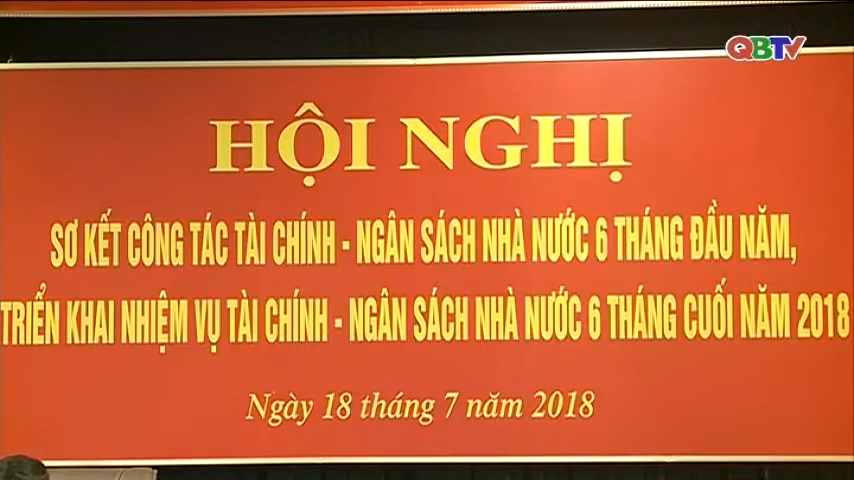 QBTV
HỘI NGHỊ
SƠ KẾT CÔNG TÁC TÀI CHÍNH - NGÂN SÁCH NHÀ NƯỚC 6 THÁNG ĐẦU NĂM,
TRIỂN KHAI NHIỆM VỤ TÀI CHÍNH - NGÂN SÁCH NHÀ NƯỚC 6 THÁNG CUỐI NĂM 2018
Ngày 18 tháng 7 năm 2018